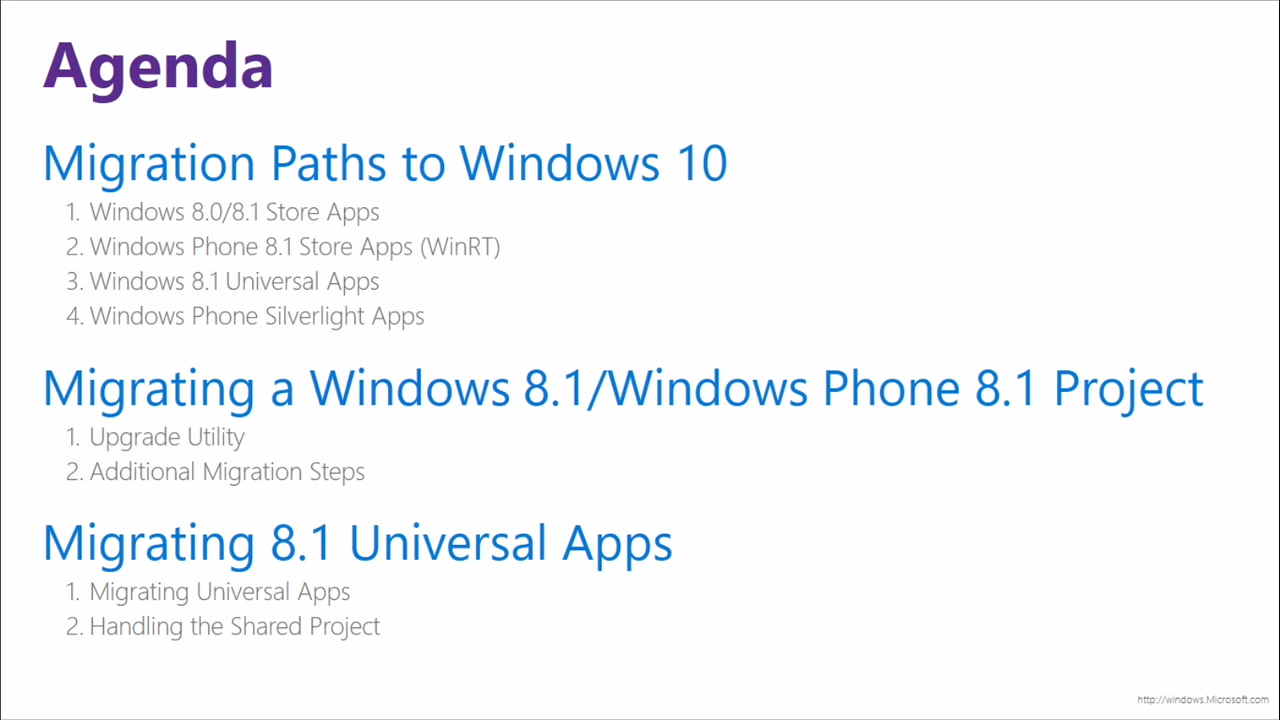 Agenda
Migration Paths to Windows 10
1. Windows 8.0/8.1 Store Apps
2. Windows Phone 8.1 Store Apps (WinRT)
3. Windows 8.1 Universal Apps
4. Windows Phone Silverlight Apps
Migrating a Windows 8.1/Windows Phone 8.1 Project
1. Upgrade Utility
2. Additional Migration Steps
Migrating 8.1 Universal Apps
1. Migrating Universal Apps
2. Handling the Shared Project
http://windows.Microsoft.com